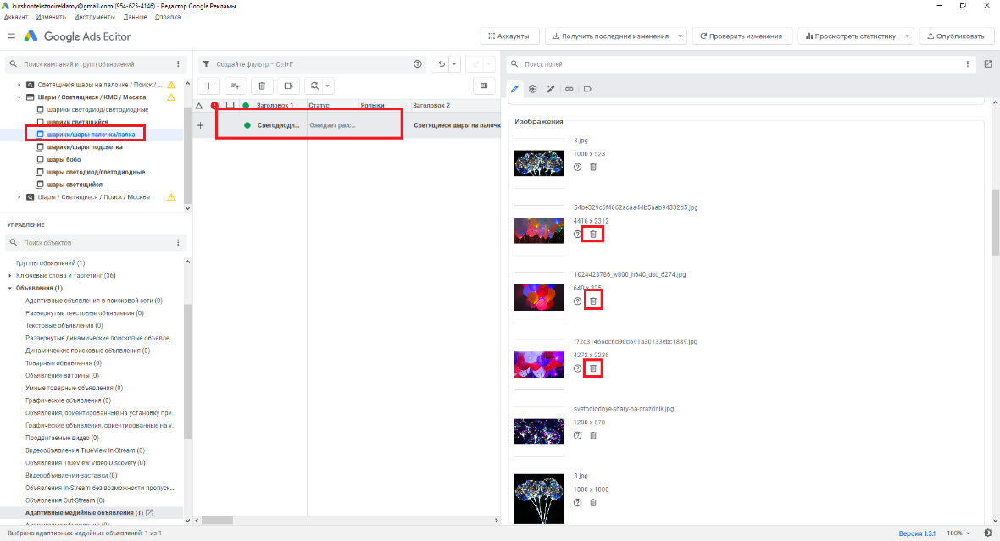 kurskontekstnoireklamy@gmail.com (954-625-4146) - Редактор Google Рекламы
Аккаунт Изменить Инструменты Данные Справка
Google Ads Editor
Аккаунты
Получить последние изменения
Проверить изменения
Просмотреть статистику
Опубликовать
Поиск кампаний и групп объявлений
Светящиеся шары на палочке / Поиск / ...
Шары / Светящиеся / КМС / Москва
шарики светодиод/светодиодные
шарики светящийся
шарики/шары палочка/палка
шарики/шары подсветка
шары бобо
шары светодиод/светодиодные
шары светящийся
Шары / Светящиеся / Поиск / Москва
УПРАВЛЕНИЕ
Поиск объектов
Группы объявлений (1)
Ключевые слова и таргетинг (36)
Объявления (1)
Адаптивные объявления в поисковой сети (0)
Развернутые текстовые объявления (0)
Текстовые объявления (0)
Развернутые динамические поисковые объявле...
Динамические поисковые объявления (0)
Товарные объявления (0)
Объявления-витрины (0)
Умные товарные объявления (0)
Графические объявления (0)
Объявления, ориентированные на установку при...
Графические объявления, ориентированные на у...
Продвигаемые видео (0)
Видеообъявления TrueView In-Stream (0)
Объявления TrueView Video Discovery (0)
Видеообъявления-заставки (0)
Объявления In-Stream без возможности пропуск...
Объявления Out-Stream (0)
Адаптивные медийные объявления (1)
Выбрано адаптивных медийных объявлений: 1 из 1
Создайте фильтр – Ctrl+F
Заголовок 1 Статус Ярлыки Заголовок 2
Светодиодн... Ожидает расс... Светящиеся шары на палочк
Поиск полей
Изображения
3.jpg
1000 x 523
54be329c6f4662acaa44b5aab94332d5.jpg
4416 x 2312
1024423786_w800_h640_dsc_6274.jpg
640 x 335
f72c31466dc6d90d691a30133ebc1889.jpg
4272 x 2236
svetodiodnye-shary-na-prazdnik.jpg
1280 x 670
3.jpg
1000 x 1000
Версия 1.3.1
100%